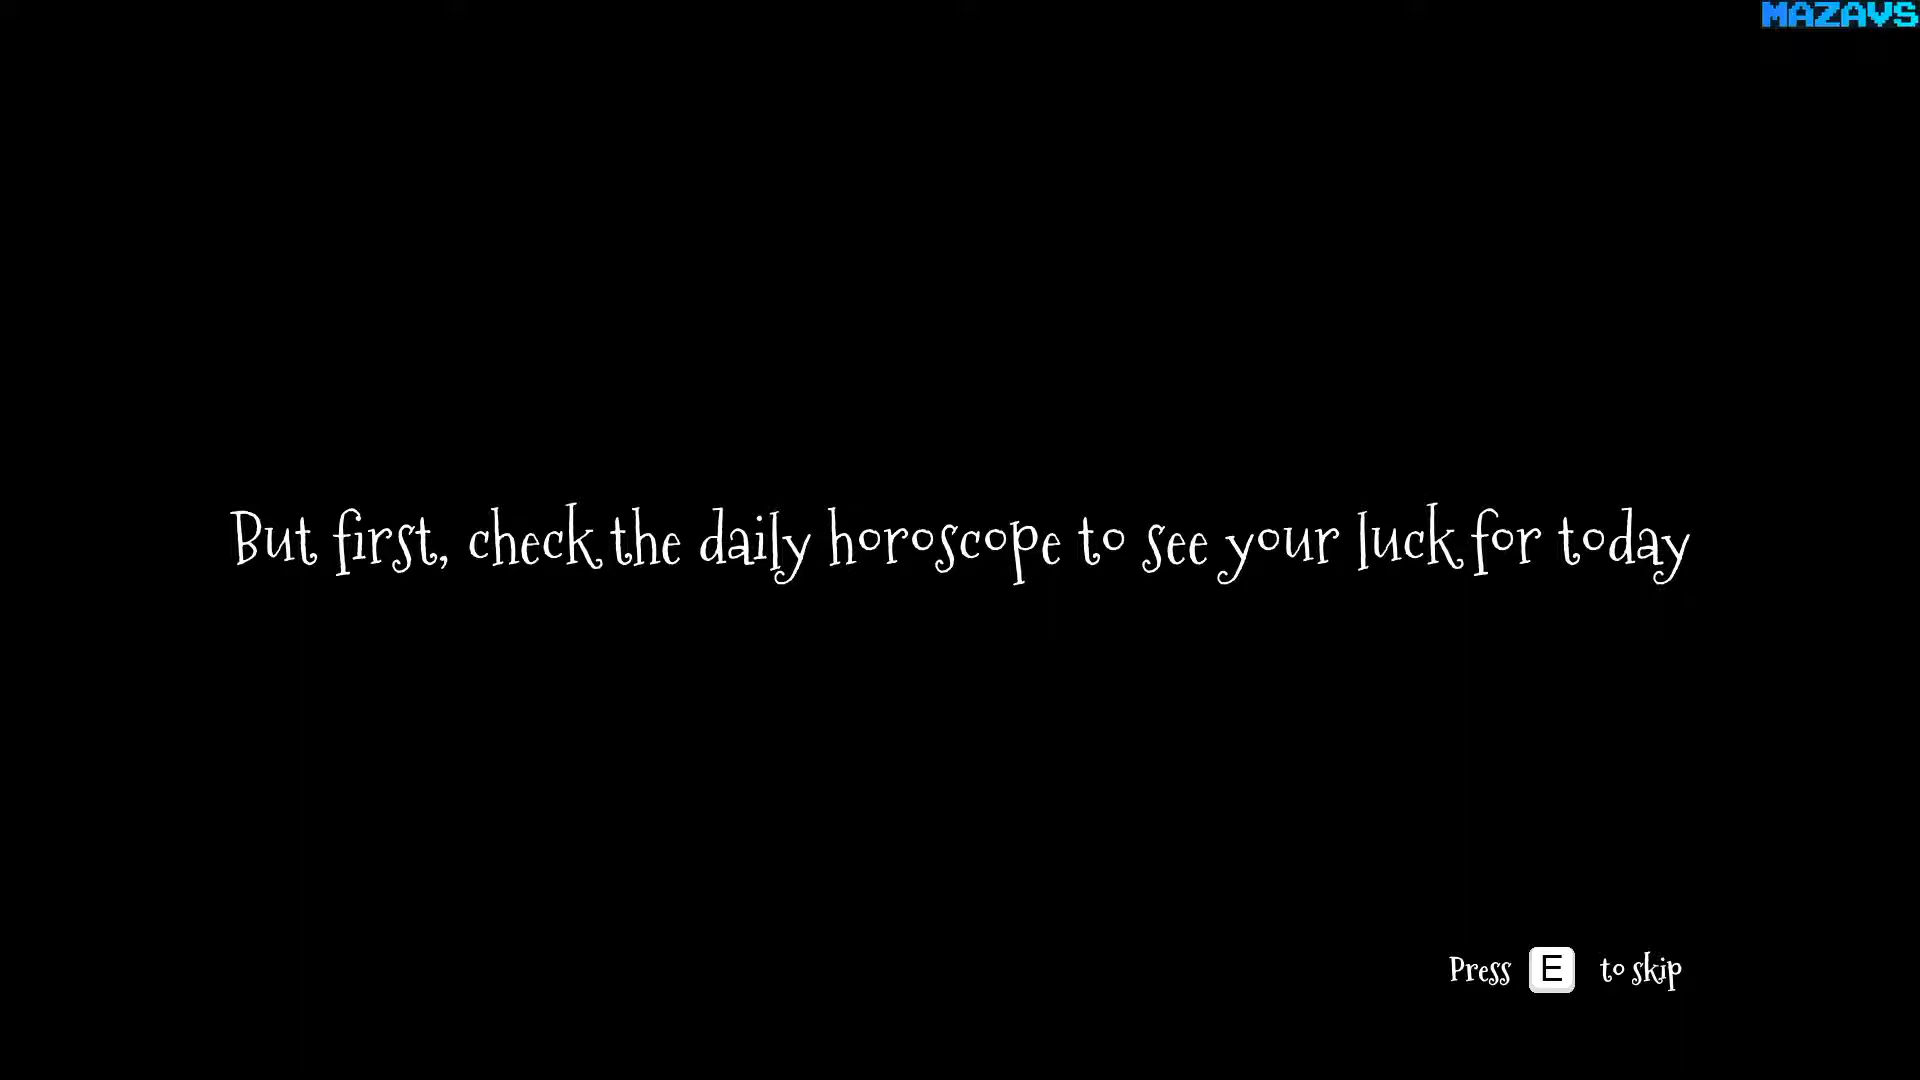 MAZAVS
But first, check the daily horoscope to see your luck for today
Press E to skip